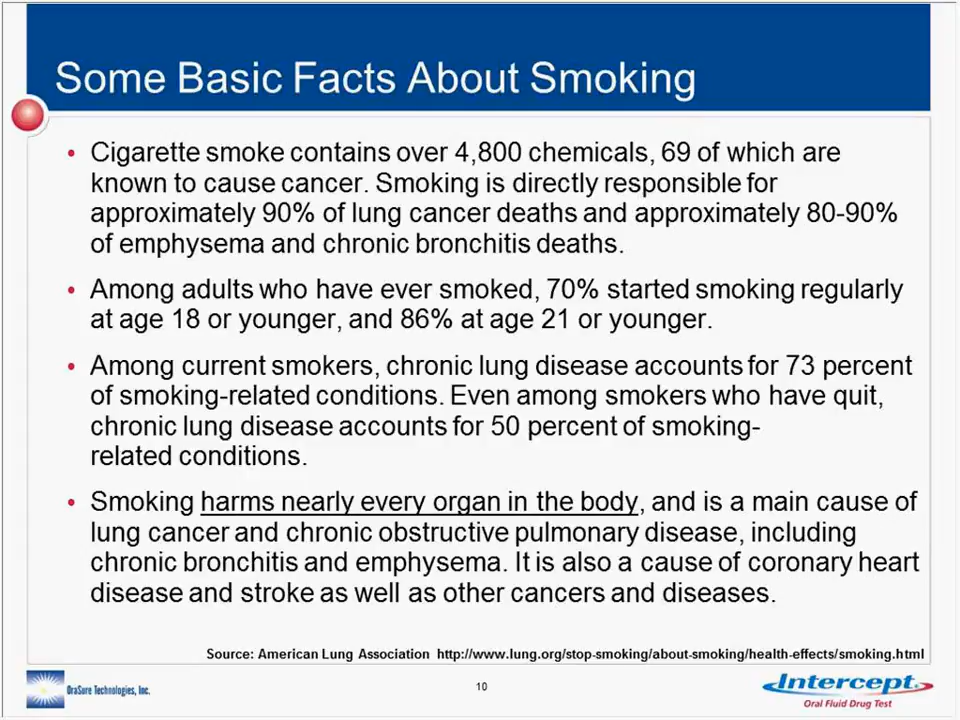 Some Basic Facts About Smoking
• Cigarette smoke contains over 4,800 chemicals, 69 of which are
known to cause cancer. Smoking is directly responsible for
approximately 90% of lung cancer deaths and approximately 80-90%
of emphysema and chronic bronchitis deaths.
• Among adults who have ever smoked, 70% started smoking regularly
at age 18 or younger, and 86% at age 21 or younger.
• Among current smokers, chronic lung disease accounts for 73 percent
of smoking-related conditions. Even among smokers who have quit,
chronic lung disease accounts for 50 percent of smoking-
related conditions.
• Smoking harms nearly every organ in the body, and is a main cause of
lung cancer and chronic obstructive pulmonary disease, including
chronic bronchitis and emphysema. It is also a cause of coronary heart
disease and stroke as well as other cancers and diseases.
Source: American Lung Association http://www.lung.org/stop-smoking/about-smoking/health-effects/smoking.html
OraSure Technologies, Inc.
10
Intercept
Oral Fluid Drug Test